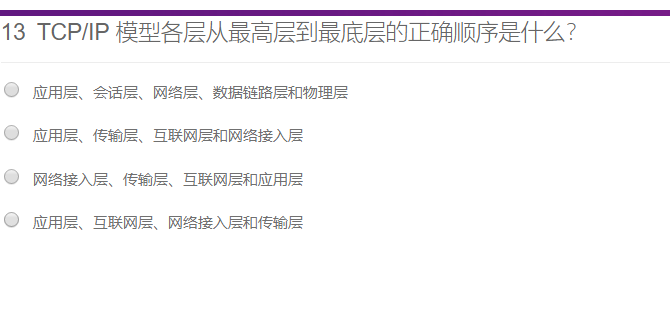 13 TCP/IP 模型各层从最高层到最底层的正确顺序是什么？
应用层、会话层、网络层、数据链路层和物理层
应用层、传输层、互联网层和网络接入层
网络接入层、传输层、互联网层和应用层
应用层、互联网层、网络接入层和传输层